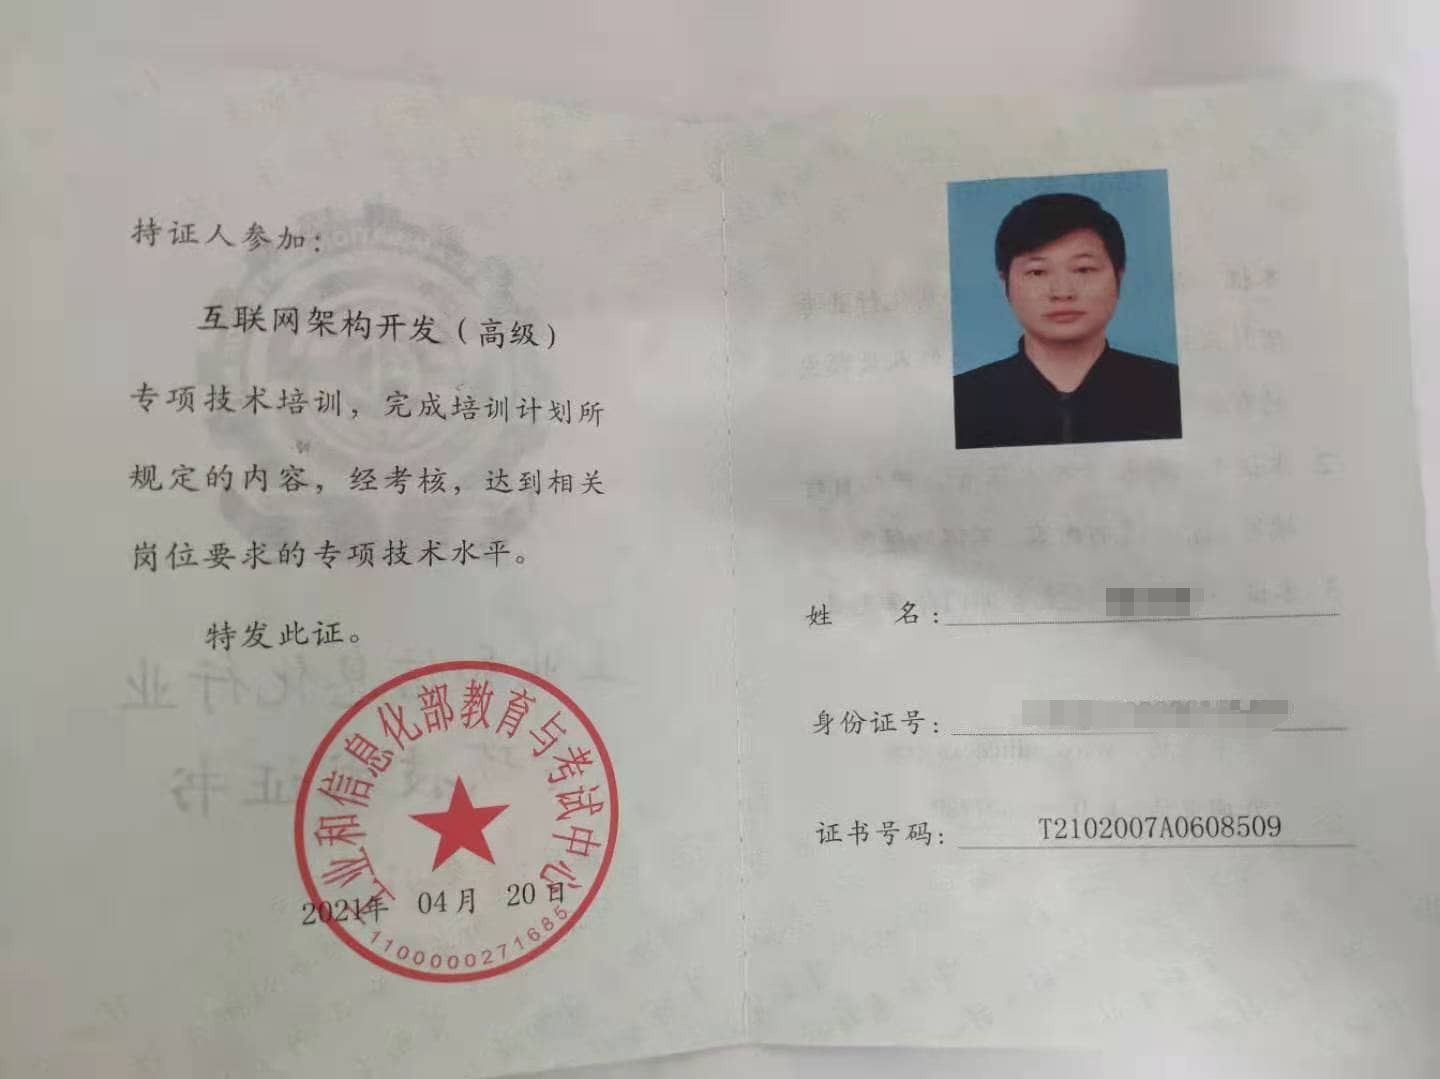 持证人参加：
互联网架构开发（高级）
专项技术培训，完成培训计划所
规定的内容，经考核，达到相关
岗位要求的专项技术水平。
特发此证。
工业和信息化部教育与考试中心
2021年 04月 20日
1100000271685
姓 名：
身份证号：
证书号码： T2102007A0608509